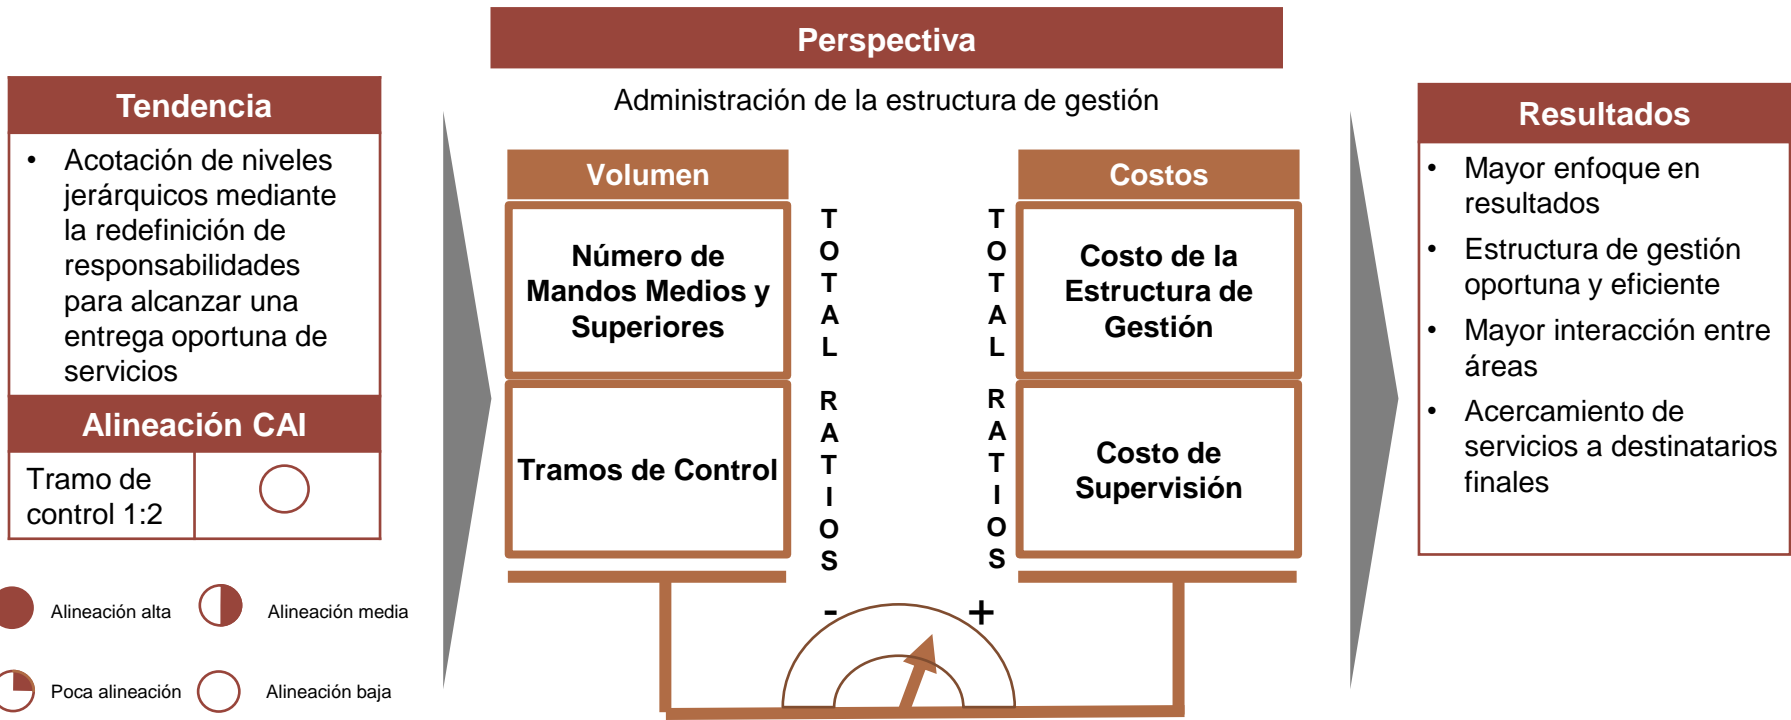 Perspectiva
Administración de la estructura de gestión
Tendencia
• Acotación de niveles
jerárquicos mediante
la redefinición de
responsabilidades
para alcanzar una
entrega oportuna de
servicios
Alineación CAI
Tramo de
control 1:2
Alineación alta
Alineación media
Poca alineación
Alineación baja
Volumen
Número de
Mandos Medios y
Superiores
Tramos de Control
TOTAL RATIOS
TOTAL RATIOS
Costos
Costo de la
Estructura de
Gestión
Costo de
Supervisión
- +
Resultados
• Mayor enfoque en
resultados
• Estructura de gestión
oportuna y eficiente
• Mayor interacción entre
áreas
• Acercamiento de
servicios a destinatarios
finales